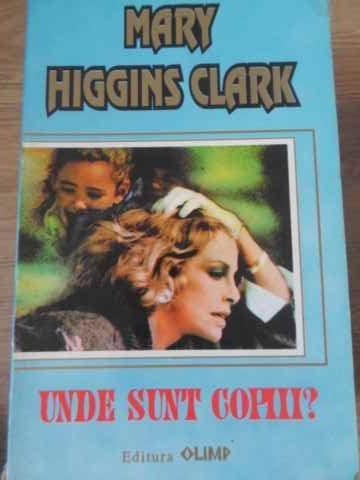 MARY
HIGGINS CLARK
UNDE SUNT COPIII?
Editura OLIMP